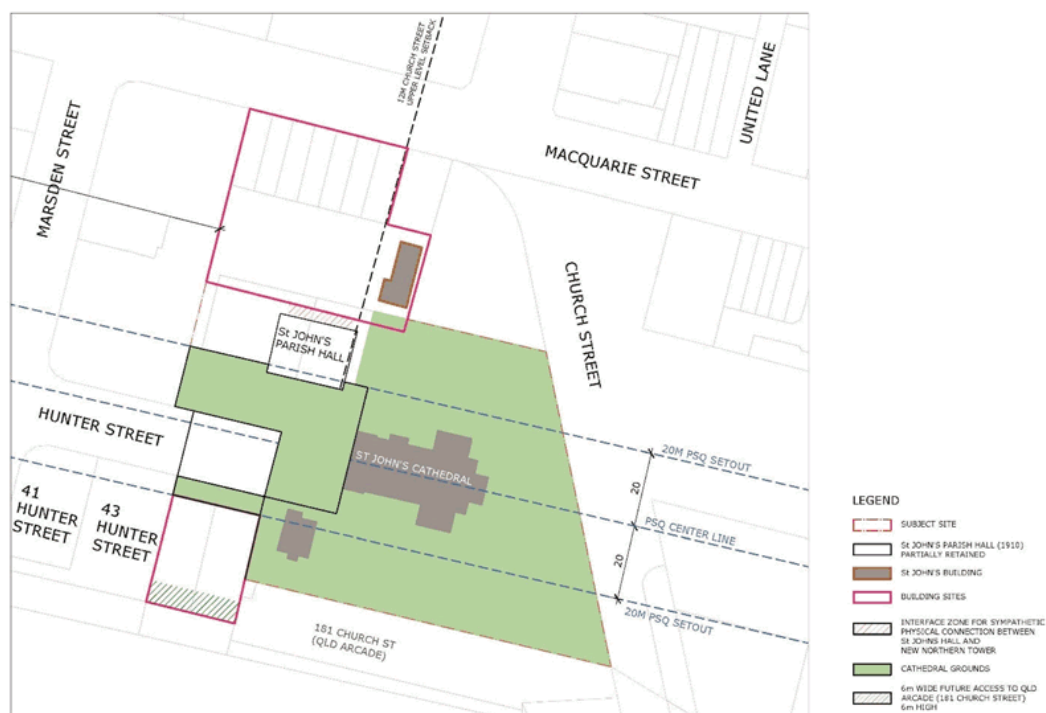 12M CHURCH STREET
UPPER LEVEL SETBACK
UNITED LANE
MARSDEN STREET
MACQUARIE STREET
CHURCH STREET
St JOHN'S
PARISH HALL
HUNTER STREET
ST JOHN'S CATHEDRAL
20M PSQ SETOUT
20
PSQ CENTER LINE
20
20M PSQ SETOUT
41
HUNTER
STREET
43
HUNTER
STREET
181 CHURCH ST
(QLD ARCADE)
LEGEND
SUBJECT SITE
St JOHN'S PARISH HALL (1910)
PARTIALLY RETAINED
St JOHN'S BUILDING
BUILDING SITES
INTERFACE ZONE FOR SYMPATHETIC
PHYSICAL CONNECTION BETWEEN
St JOHNS HALL AND
NEW NORTHERN TOWER
CATHEDRAL GROUNDS
6m WIDE FUTURE ACCESS TO QLD
ARCADE (181 CHURCH STREET)
6m HIGH